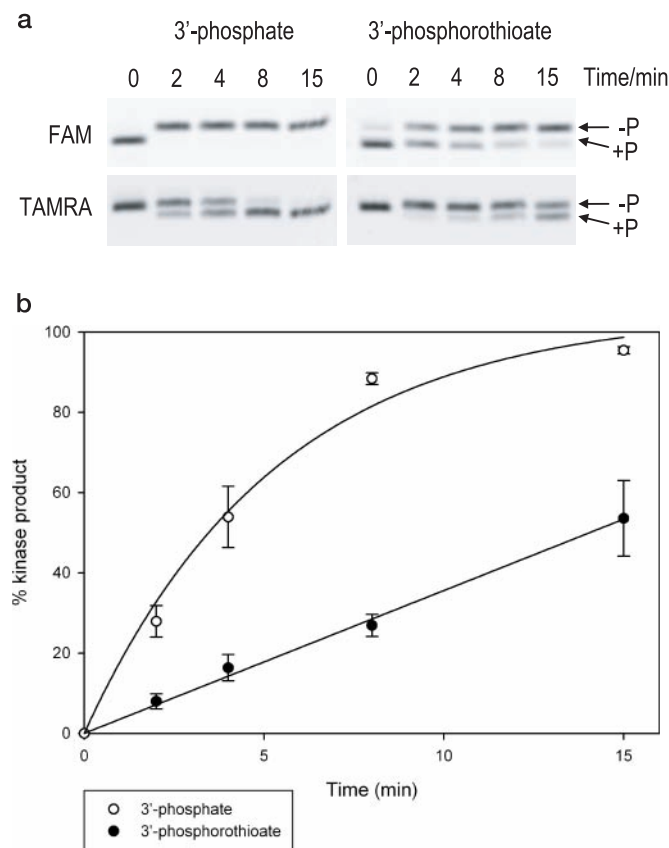 a
3'-phosphate 3'-phosphorothioate
0 2 4 8 15 0 2 4 8 15 Time/min
FAM
-P
+P
TAMRA
-P
+P
b
100
80
60
40
20
0
% kinase product
0 5 10 15
Time (min)
3'-phosphate
3'-phosphorothioate